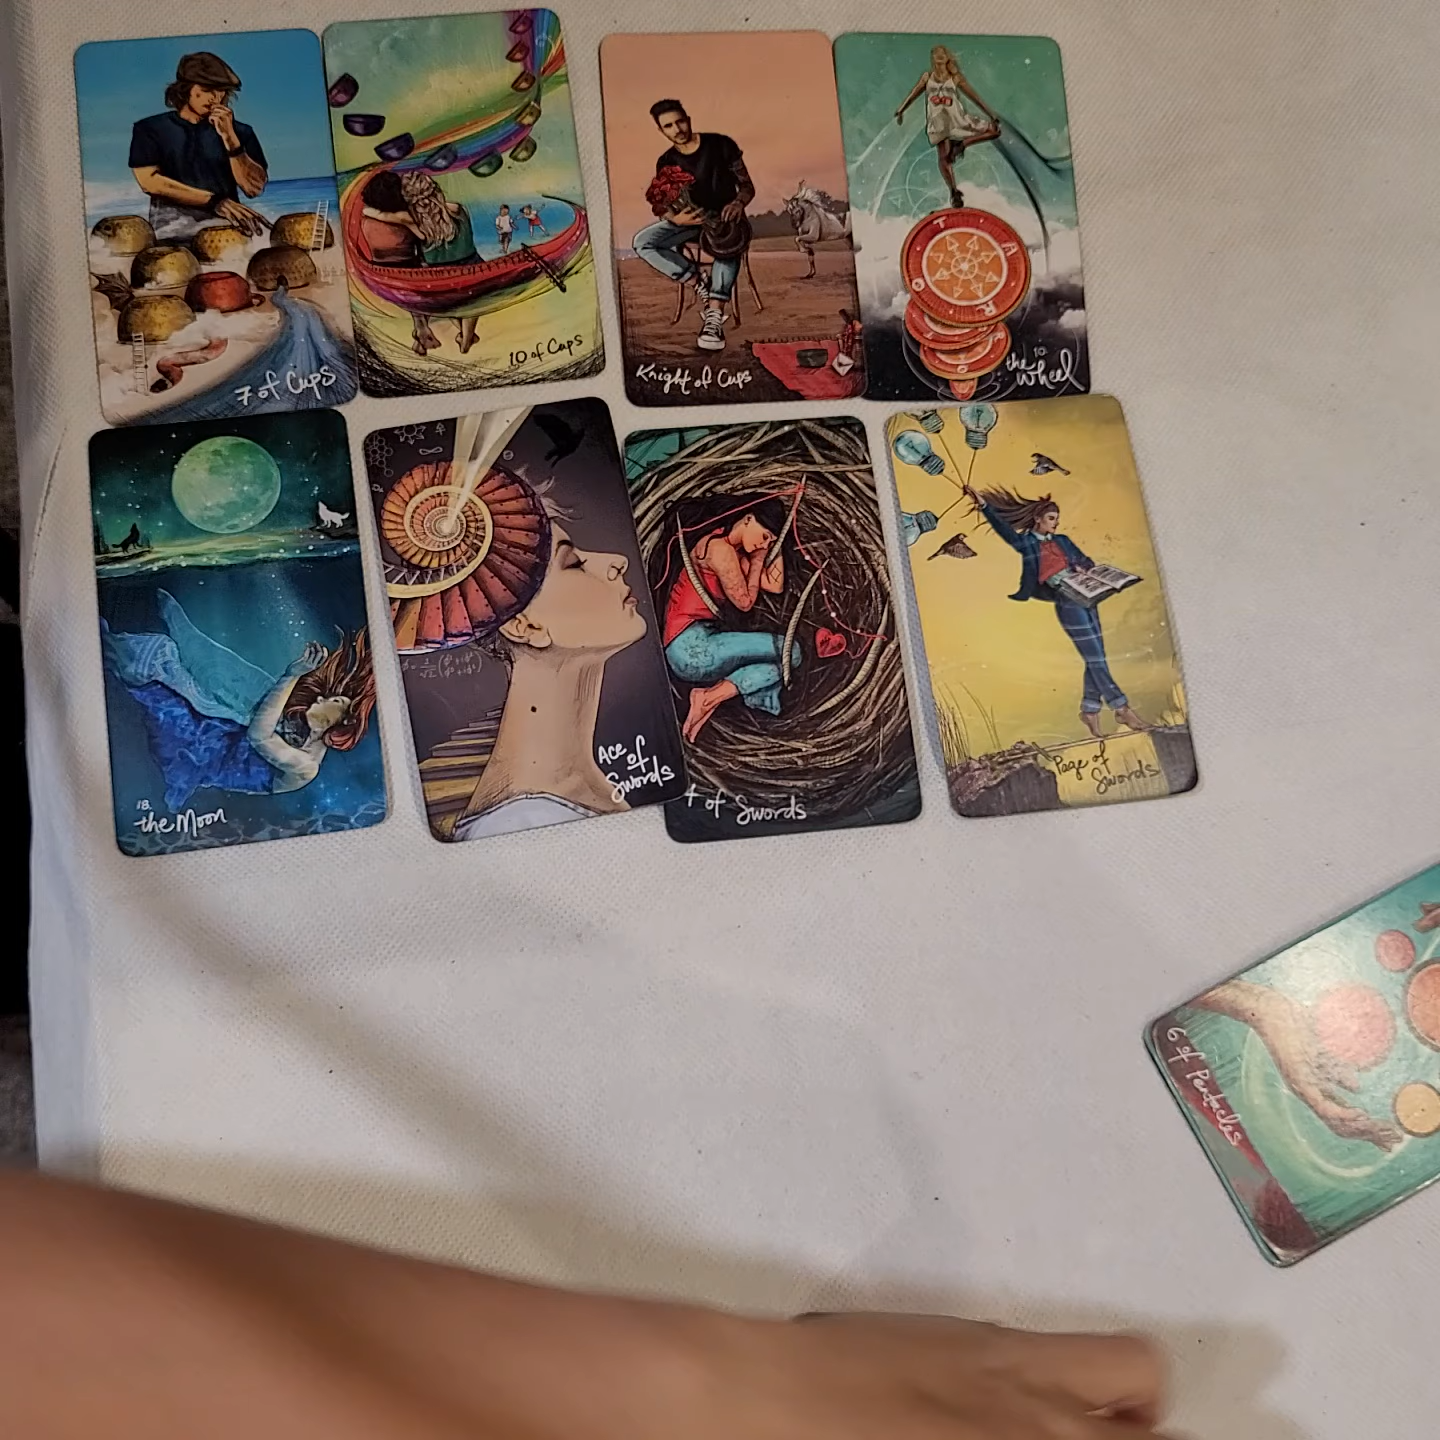 7 of Cups
10 of Cups
Knight of Cups
T A R O
10.
the Wheel
18.
the Moon
Ace
of
Swords
4 of Swords
Page of
Swords
6 of Pentacles